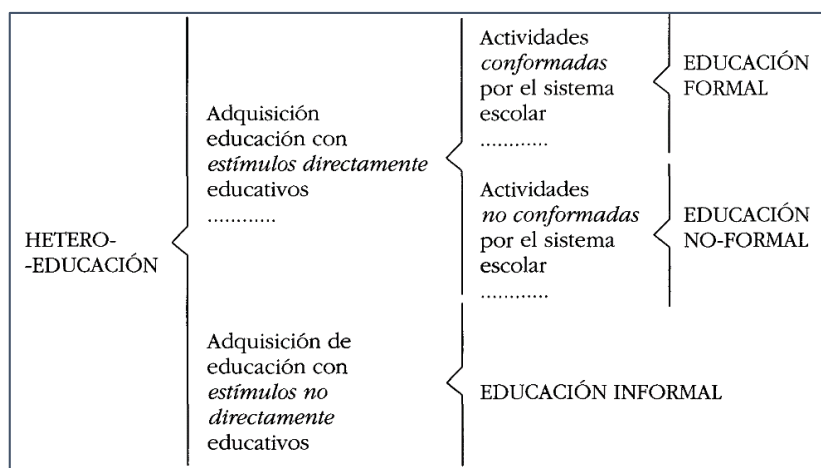 HETERO-
-EDUCACIÓN
Adquisición
educación con
estímulos directamente
educativos
............
Actividades
conformadas
por el sistema
escolar
............
EDUCACIÓN
FORMAL
Actividades
no conformadas
por el sistema
escolar
............
EDUCACIÓN
NO-FORMAL
Adquisición de
educación con
estímulos no
directamente
educativos
EDUCACIÓN INFORMAL